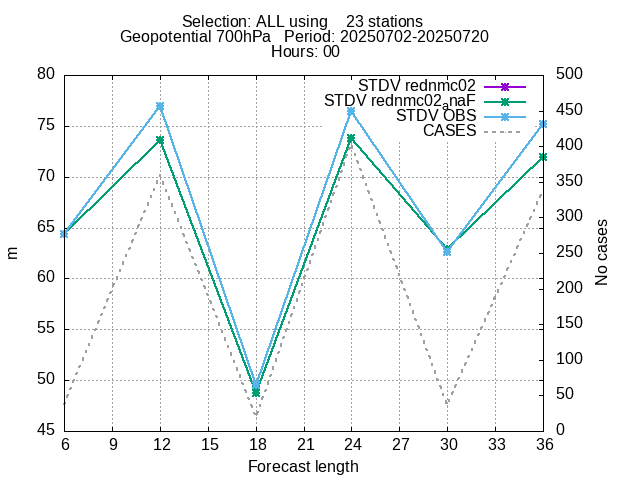 Selection: ALL using    23 stations
Geopotential 700hPa   Period: 20250702-20250720
Hours: 00
STDV rednmc02
STDV rednmc02ₐnaF
STDV OBS
CASES
80
75
70
65
60
55
50
45
500
450
400
350
300
250
200
150
100
50
0
m
No cases
6 9 12 15 18 21 24 27 30 33 36
Forecast length